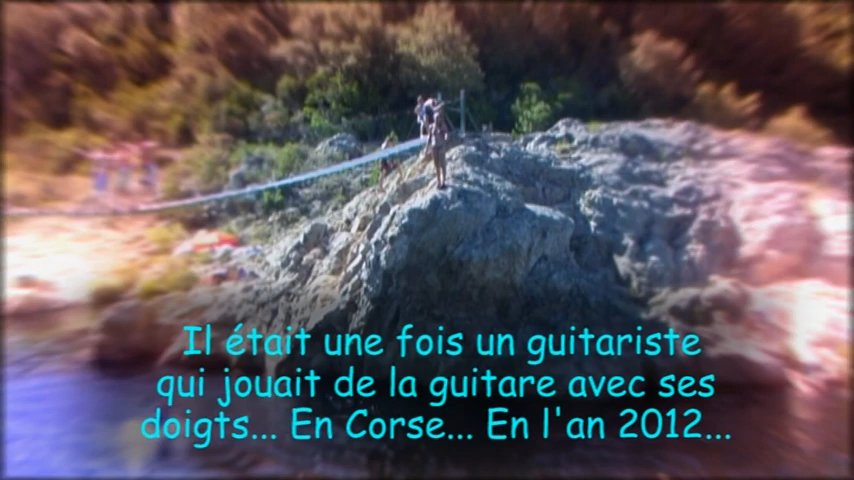 Il était une fois un guitariste
qui jouait de la guitare avec ses
doigts... En Corse... En l'an 2012...